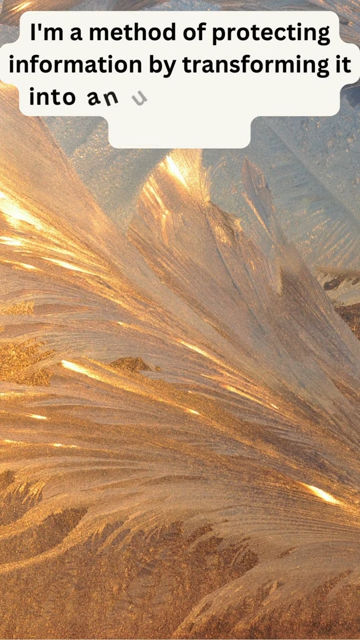 I'm a method of protecting
information by transforming it
into an u